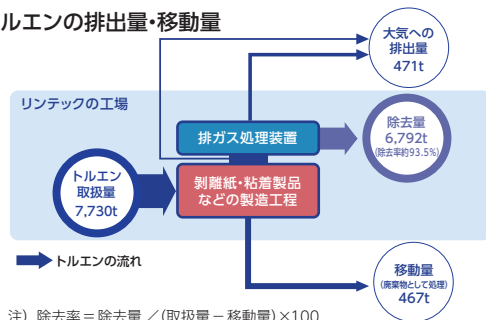 ルエンの排出量・移動量
大気への
排出量
471t
リンテックの工場
排ガス処理装置
除去量
6,792t
(除去率約93.5%)
トルエン
取扱量
7,730t
剥離紙・粘着製品
などの製造工程
トルエンの流れ
移動量
(廃棄物として処理)
467t
注）除去率＝除去量／(取扱量－移動量)×100